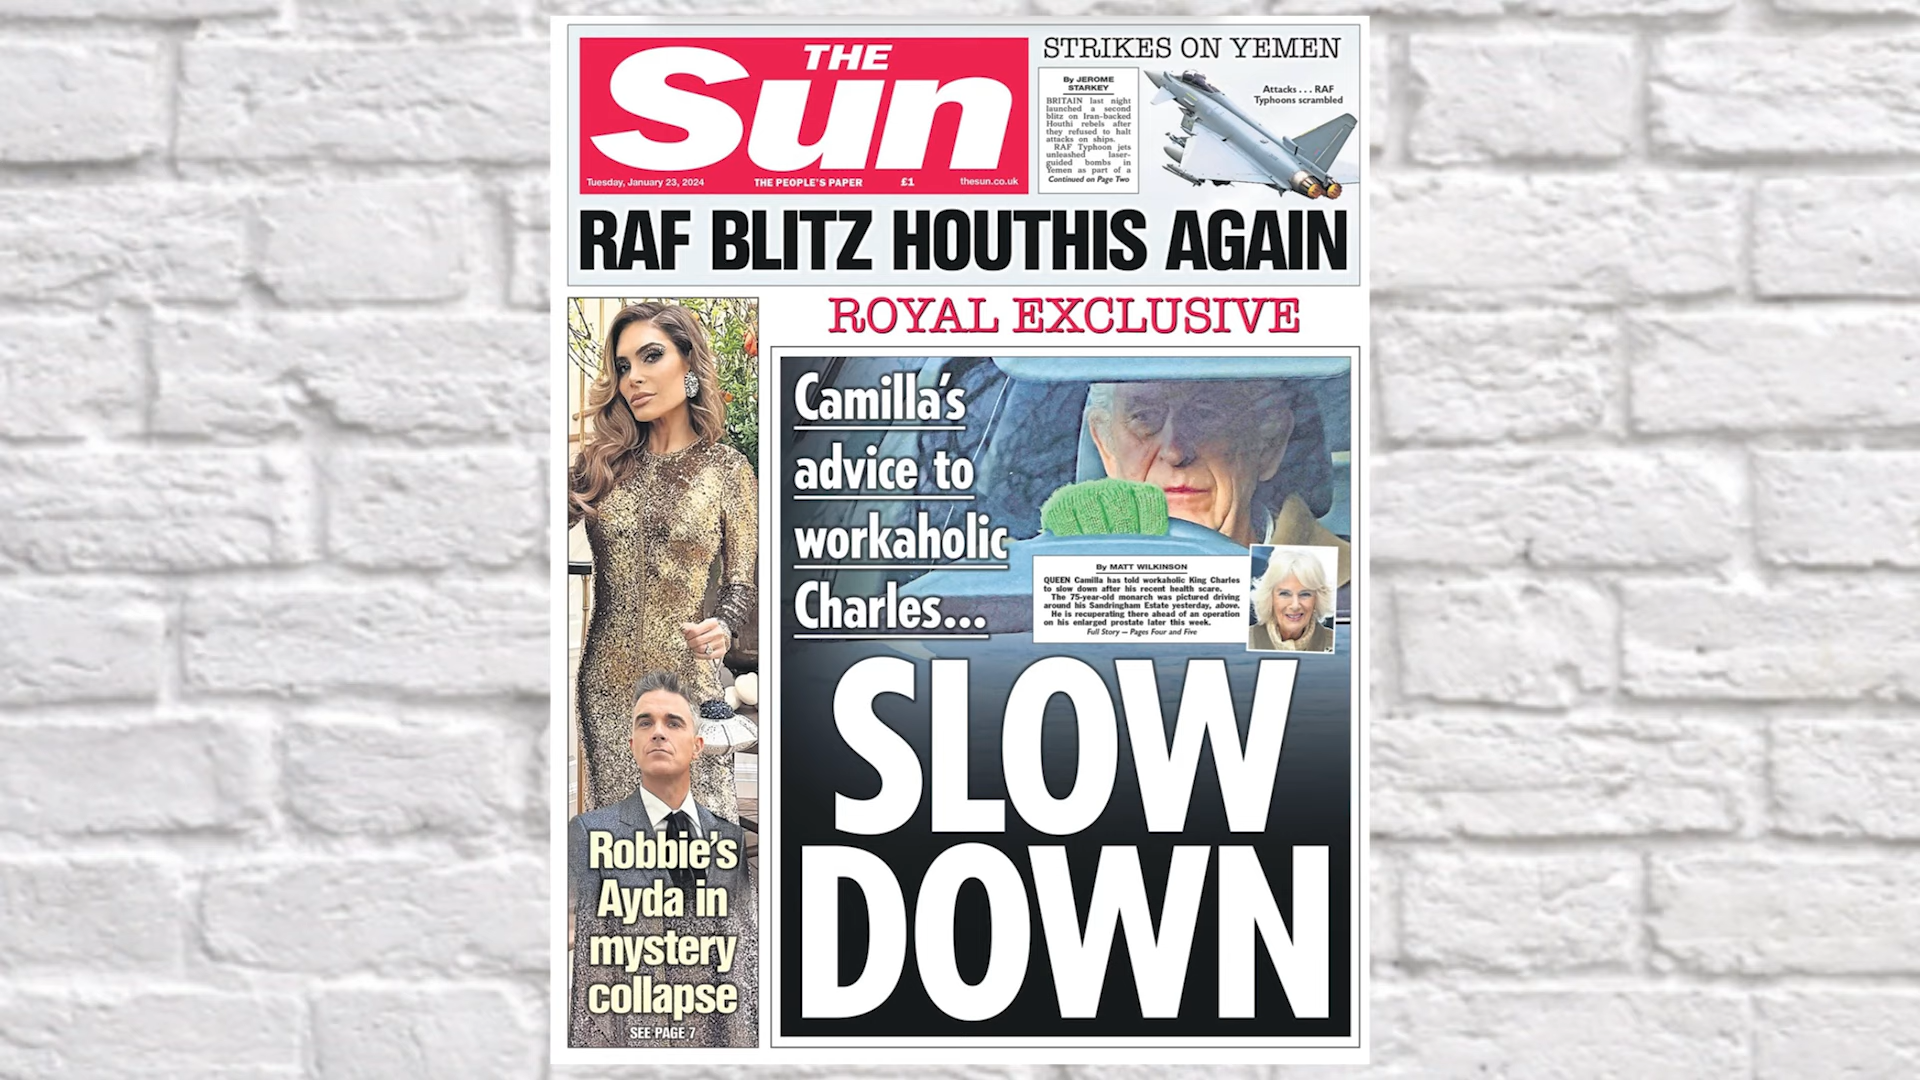 THE
Sun
Tuesday, January 23, 2024
THE PEOPLE'S PAPER
£1
thesun.co.uk
STRIKES ON YEMEN
By JEROME
STARKEY
BRITAIN last night
launched a second
blitz on Iran-backed
Houthi rebels after
they refused to halt
attacks on ships.
RAF Typhoon jets
unleashed laser-
guided bombs in
Yemen as part of a
Continued on Page Two
Attacks . . . RAF
Typhoons scrambled
RAF BLITZ HOUTHIS AGAIN
ROYAL EXCLUSIVE
Camilla's
advice to
workaholic
Charles...
By MATT WILKINSON
QUEEN Camilla has told workaholic King Charles
to slow down after his recent health scare.
The 75-year-old monarch was pictured driving
around his Sandringham Estate yesterday, above.
He is recuperating there ahead of an operation
on his enlarged prostate later this week.
Full Story — Pages Four and Five
SLOW
DOWN
Robbie's
Ayda in
mystery
collapse
SEE PAGE 7